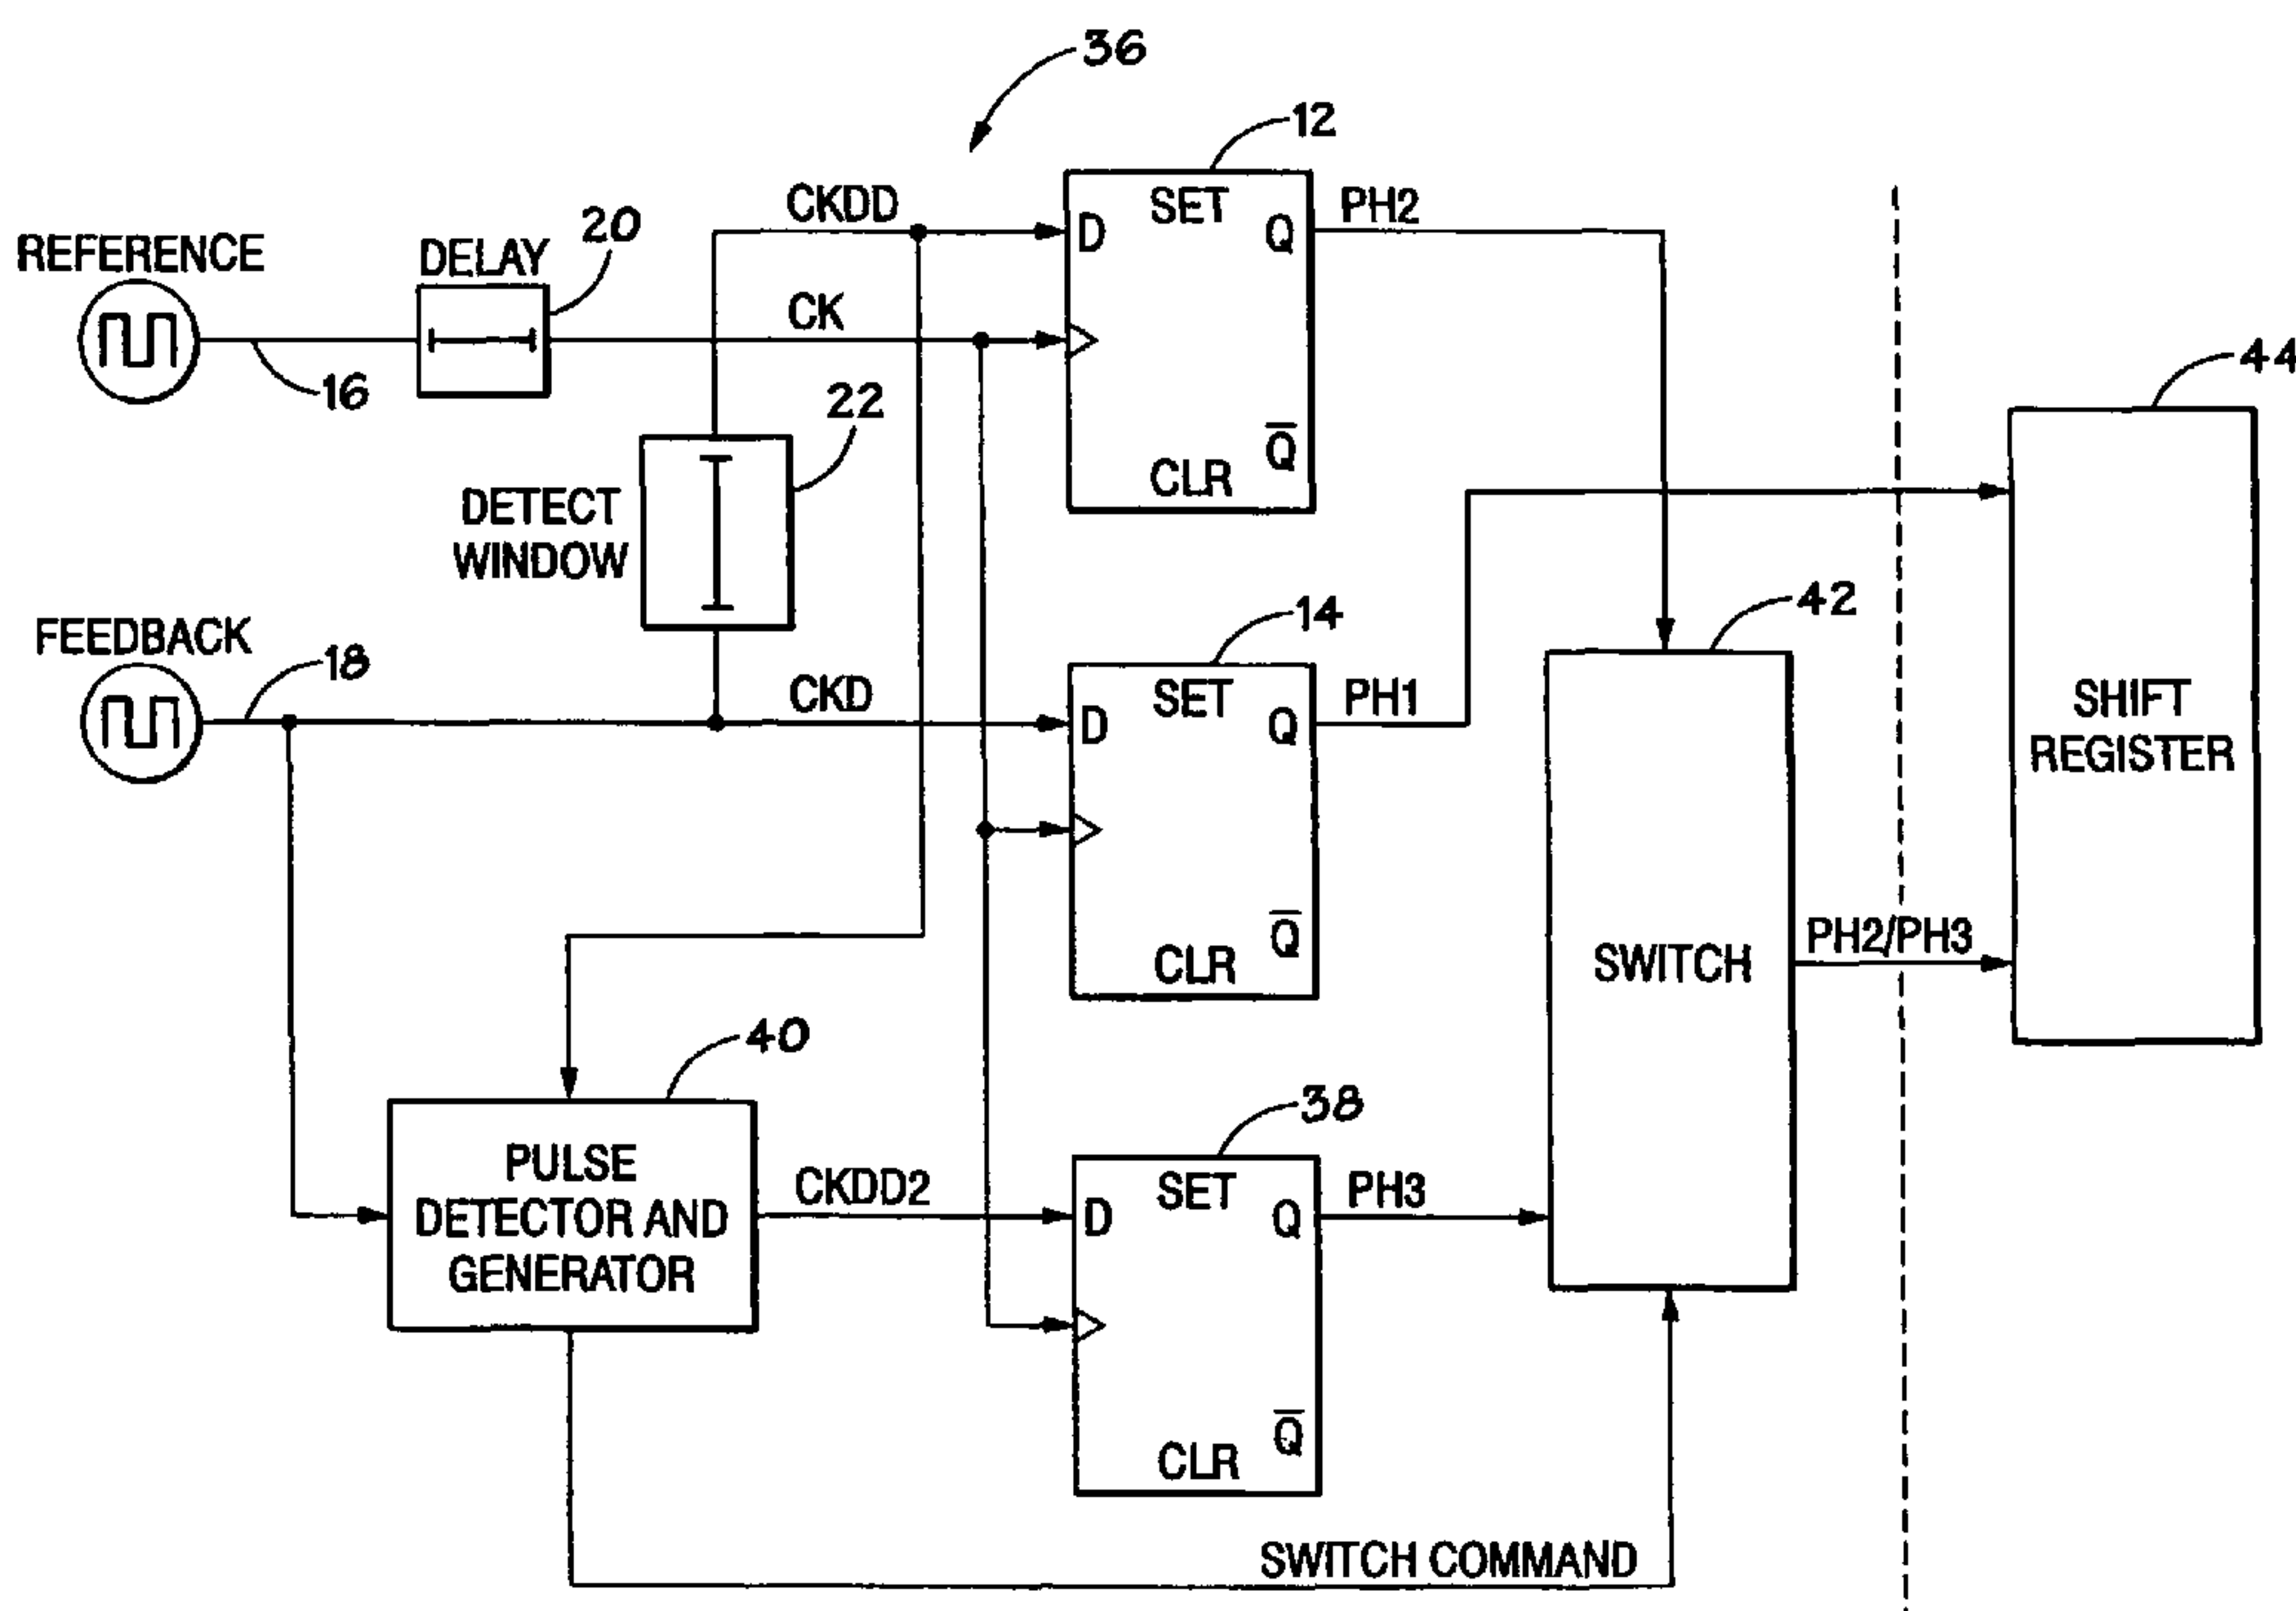 36
12
CKDD
SET
PH2
D
Q
REFERENCE
DELAY
20
CK
16
22
44
Q
CLR
DETECT
WINDOW
14
42
FEEDBACK
18
CKD
SET
PH1
D
Q
SHIFT
REGISTER
Q
CLR
SWITCH
PH2/PH3
40
38
PULSE
DETECTOR AND
GENERATOR
CKDD2
SET
PH3
D
Q
Q
CLR
SWITCH COMMAND